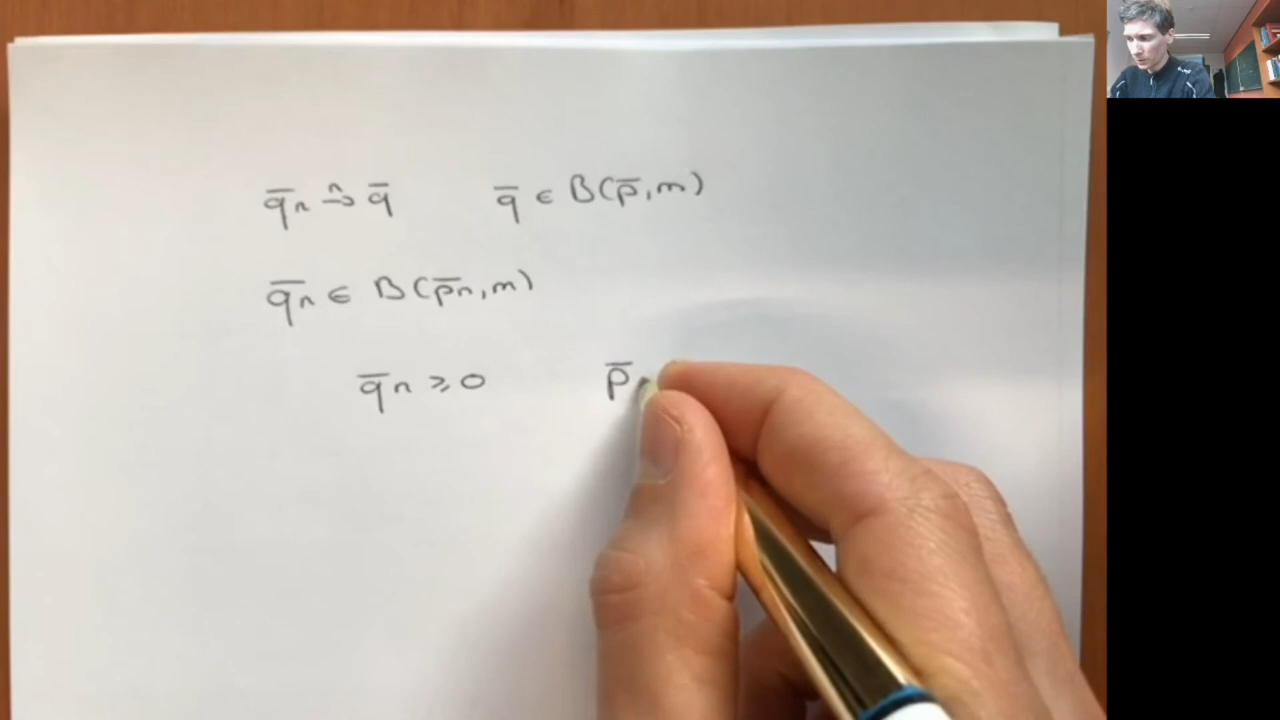 q̄n →ⁿ q̄ q̄ ∈ B(p̄,m)
q̄n ∈ B(p̄n,m)
q̄n ⩾ 0 p̄